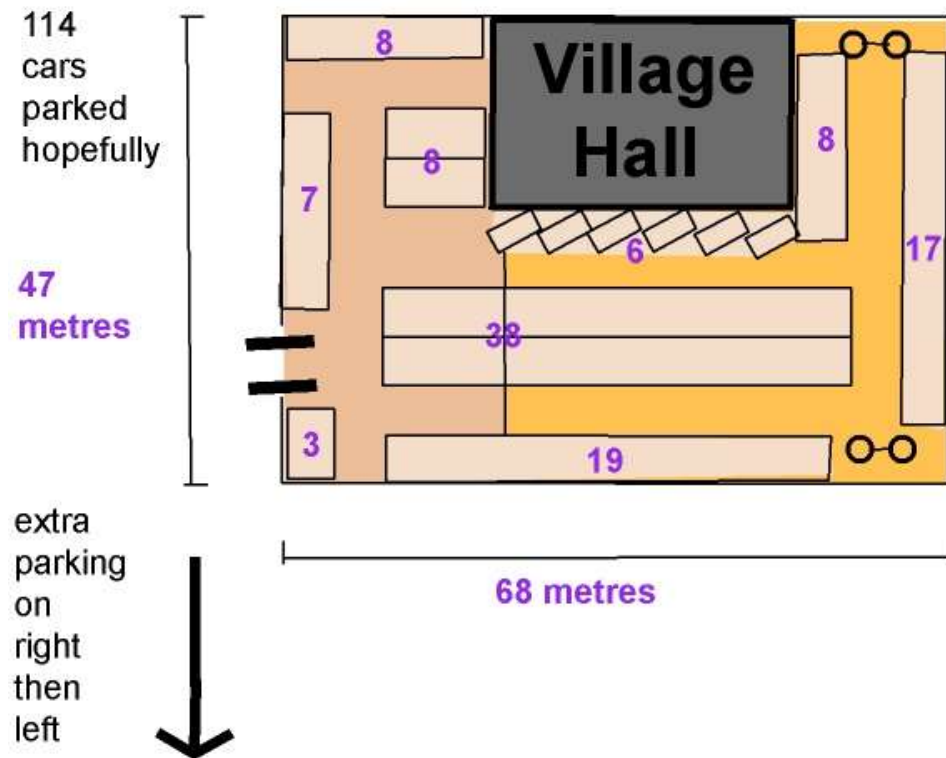 114
cars
parked
hopefully
8
Village
Hall
8
7
8
6
17
47
metres
38
3
19
extra
parking
on
right
then
left
68 metres